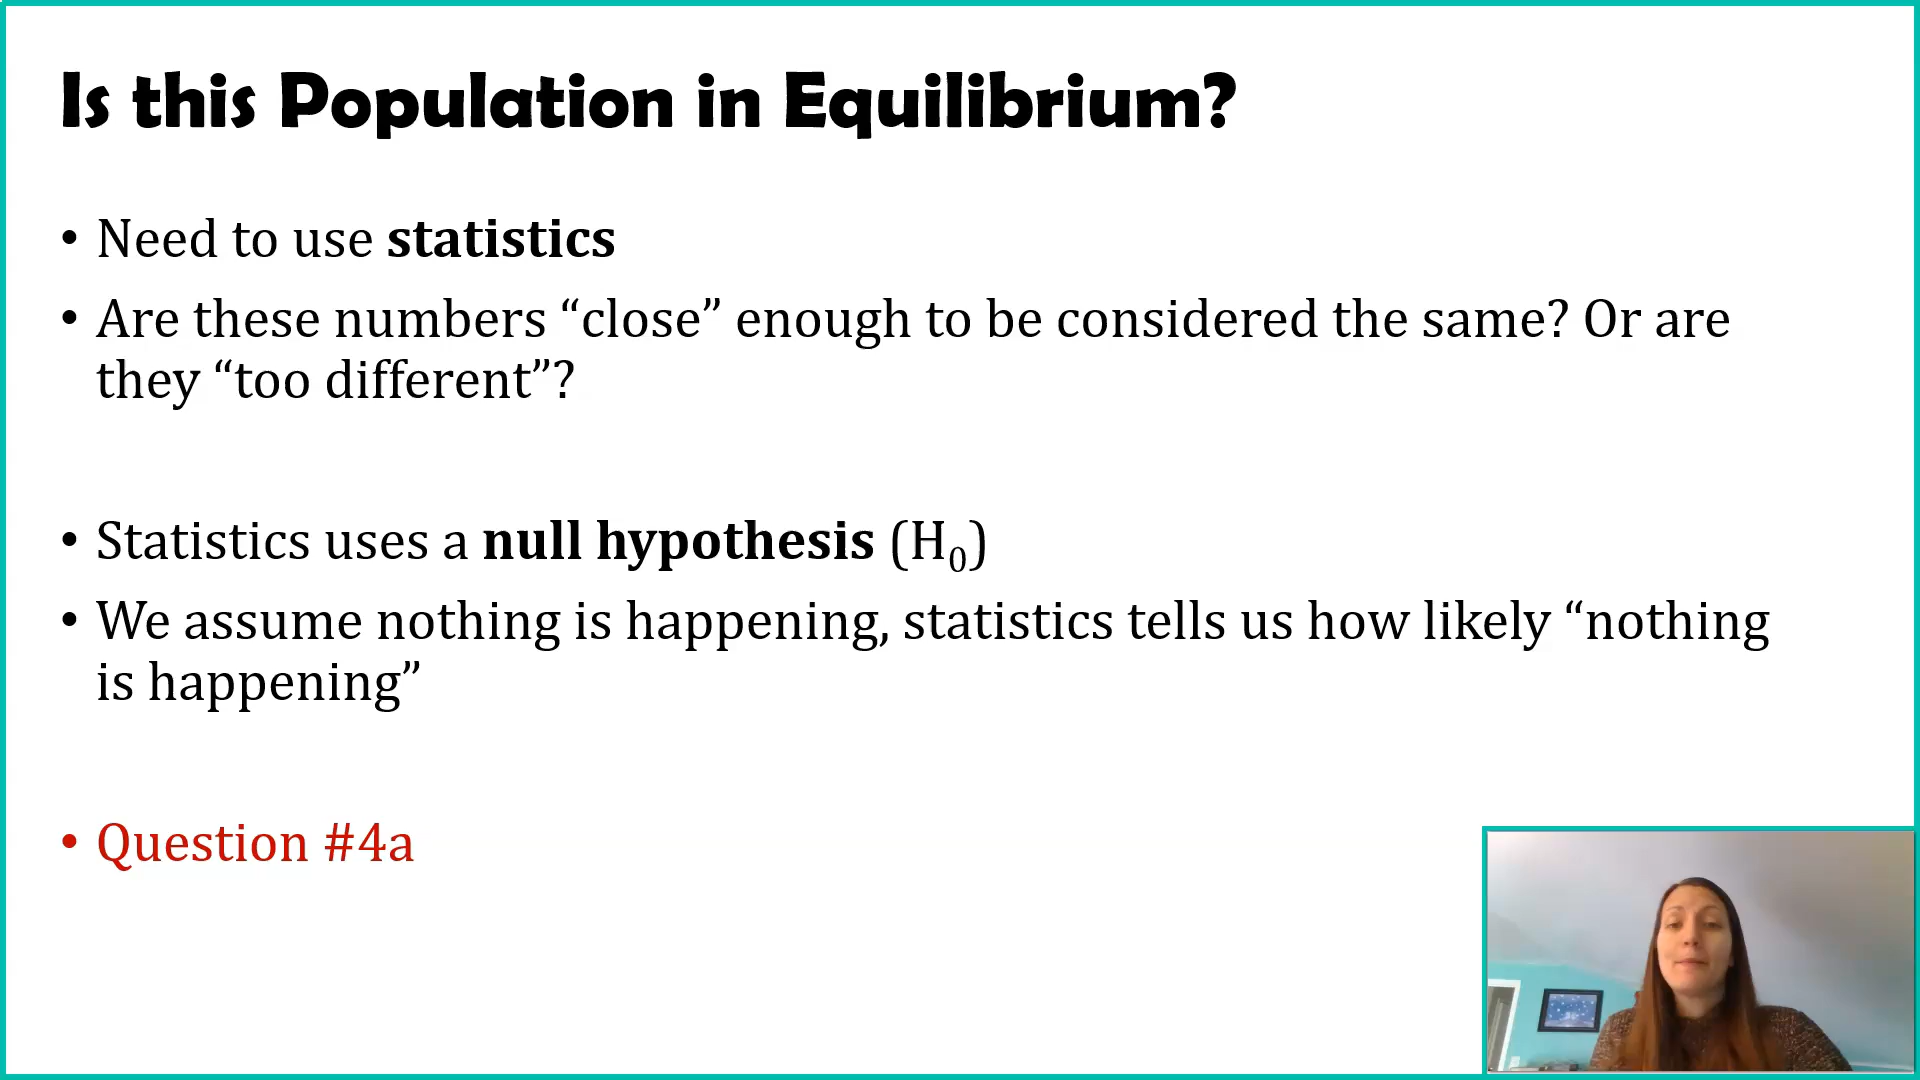 Is this Population in Equilibrium?
• Need to use statistics
• Are these numbers “close” enough to be considered the same? Or are
they “too different”?
• Statistics uses a null hypothesis (H₀)
• We assume nothing is happening, statistics tells us how likely “nothing
is happening”
• Question #4a